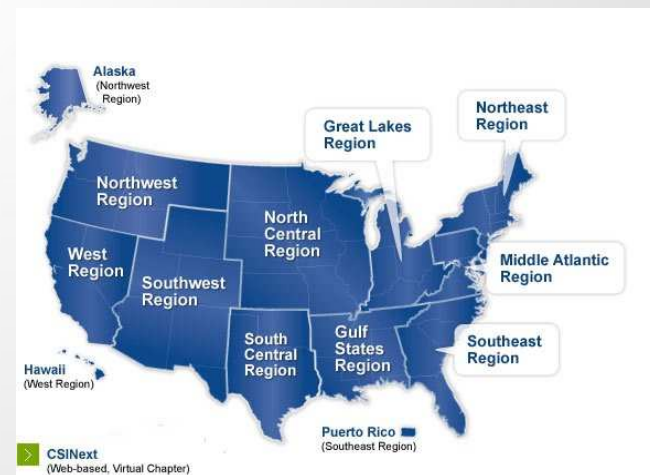 Alaska
(Northwest
Region)
Northeast
Region
Great Lakes
Region
Northwest
Region
North
Central
Region
West
Region
Southwest
Region
Middle Atlantic
Region
South
Central
Region
Gulf
States
Region
Southeast
Region
Hawaii
(West Region)
Puerto Rico
(Southeast Region)
CSINext
(Web-based, Virtual Chapter)